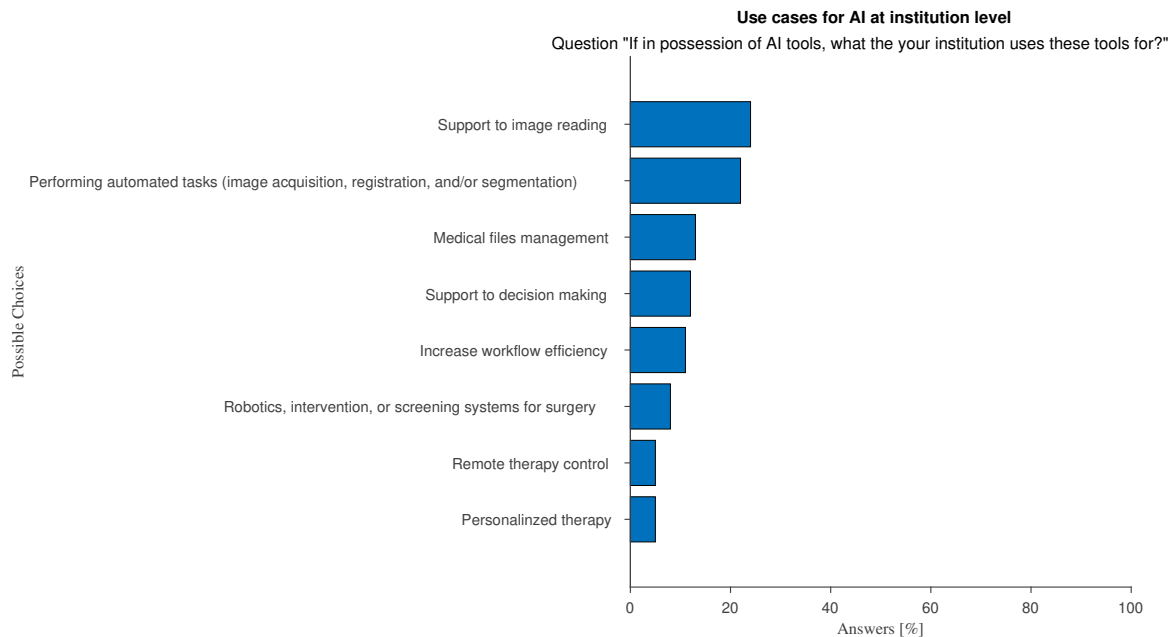 Use cases for AI at institution level
Question "If in possession of AI tools, what the your institution uses these tools for?"
Possible Choices
Support to image reading
Performing automated tasks (image acquisition, registration, and/or segmentation)
Medical files management
Support to decision making
Increase workflow efficiency
Robotics, intervention, or screening systems for surgery
Remote therapy control
Personalinzed therapy
0 20 40 60 80 100
Answers [%]